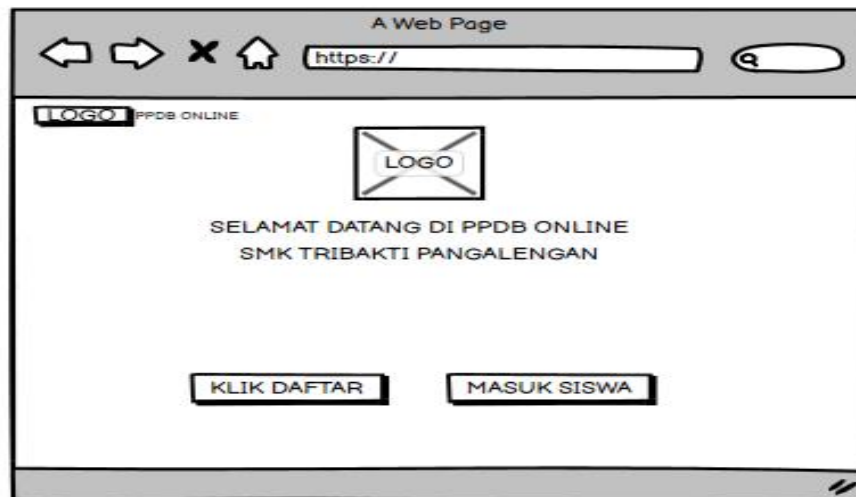 A Web Page
https://
LOGO PPDB ONLINE
LOGO
SELAMAT DATANG DI PPDB ONLINE
SMK TRIBAKTI PANGALENGAN
KLIK DAFTAR MASUK SISWA